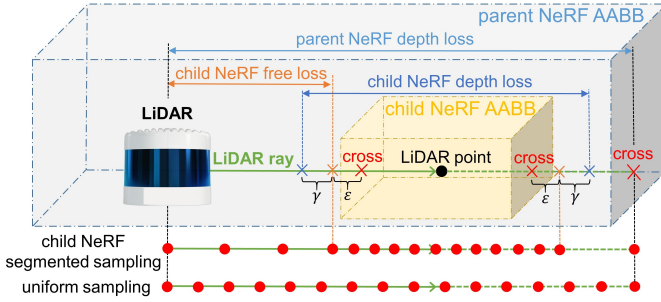 parent NeRF AABB
parent NeRF depth loss
child NeRF free loss
child NeRF depth loss
child NeRF AABB
LiDAR
LiDAR ray
cross
LiDAR point
cross
cross
γ
ε
ε
γ
child NeRF
segmented sampling
uniform sampling